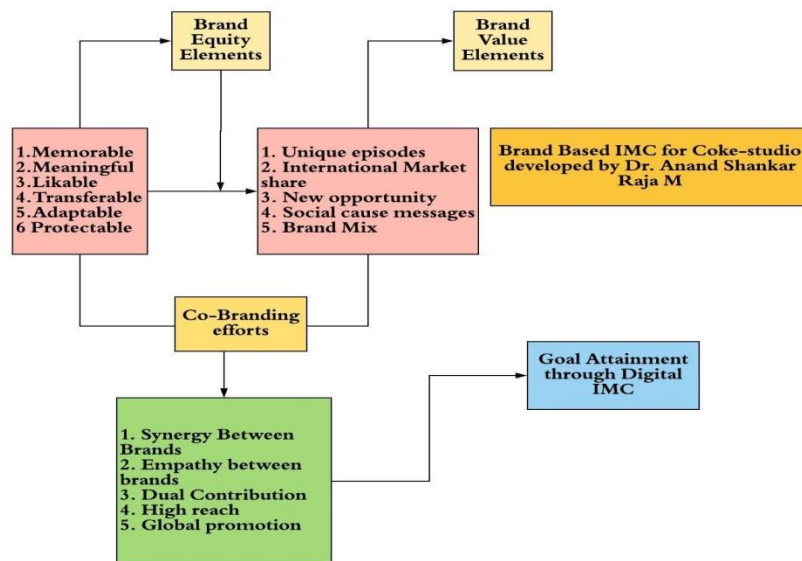 Brand
Equity
Elements
Brand
Value
Elements
1.Memorable
2.Meaningful
3.Likable
4.Transferable
5.Adaptable
6 Protectable
1. Unique episodes
2. International Market
share
3. New opportunity
4. Social cause messages
5. Brand Mix
Brand Based IMC for Coke-studio
developed by Dr. Anand Shankar
Raja M
Co-Branding
efforts
Goal Attainment
through Digital
IMC
1. Synergy Between
Brands
2. Empathy between
brands
3. Dual Contribution
4. High reach
5. Global promotion